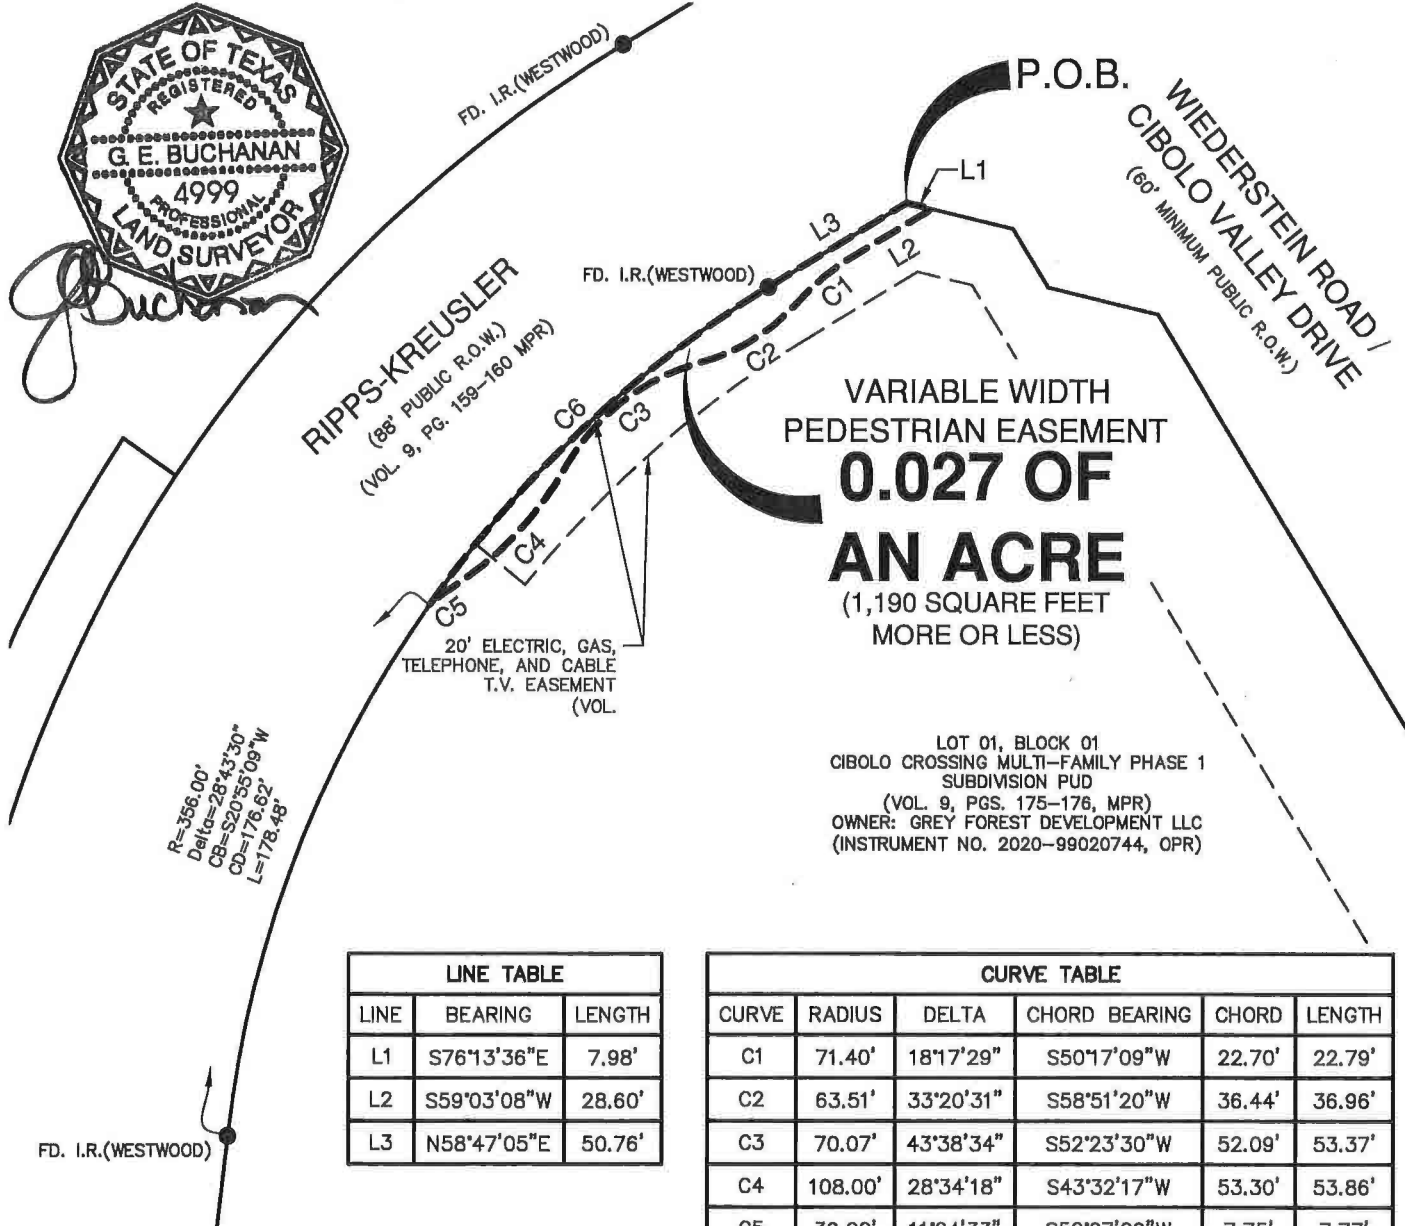 STATE OF TEXAS
REGISTERED
G. E. BUCHANAN
4999
PROFESSIONAL
LAND SURVEYOR
Buchanan
FD. I.R.(WESTWOOD)
P.O.B.
WIEDERSTEIN ROAD /
CIBOLO VALLEY DRIVE
(60' MINIMUM PUBLIC R.O.W.)
L1
L3
L2
FD. I.R.(WESTWOOD)
C1
C2
RIPPS-KREUSLER
(88' PUBLIC R.O.W.)
(VOL. 9, PG. 159-160 MPR)
C6
C3
C4
C5
VARIABLE WIDTH
PEDESTRIAN EASEMENT
0.027 OF
AN ACRE
(1,190 SQUARE FEET
MORE OR LESS)
20' ELECTRIC, GAS,
TELEPHONE, AND CABLE
T.V. EASEMENT
(VOL.
R=356.00'
Delta=28°43'30"
CB=S20°55'09"W
CD=176.62'
L=178.48'
LOT 01, BLOCK 01
CIBOLO CROSSING MULTI-FAMILY PHASE 1
SUBDIVISION PUD
(VOL. 9, PGS. 175-176, MPR)
OWNER: GREY FOREST DEVELOPMENT LLC
(INSTRUMENT NO. 2020-99020744, OPR)
FD. I.R.(WESTWOOD)
LINE TABLE
LINE BEARING LENGTH
L1 S76°13'36"E 7.98'
L2 S59°03'08"W 28.60'
L3 N58°47'05"E 50.76'
CURVE TABLE
CURVE RADIUS DELTA CHORD BEARING CHORD LENGTH
C1 71.40' 18°17'29" S50°17'09"W 22.70' 22.79'
C2 63.51' 33°20'31" S58°51'20"W 36.44' 36.96'
C3 70.07' 43°38'34" S52°23'30"W 52.09' 53.37'
C4 108.00' 28°34'18" S43°32'17"W 53.30' 53.86'
C5